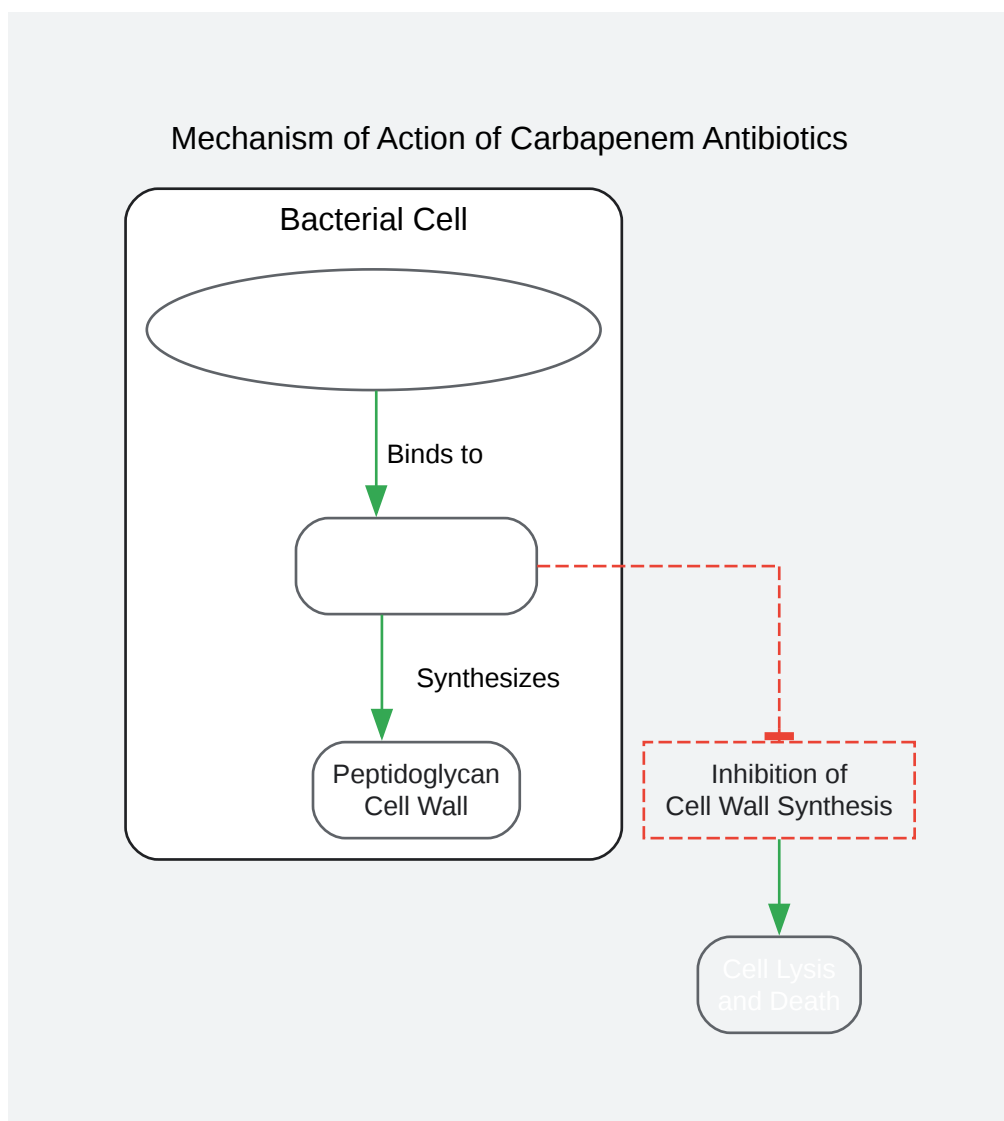 Mechanism of Action of Carbapenem Antibiotics
Bacterial Cell
Binds to
Synthesizes
Peptidoglycan
Cell Wall
Inhibition of
Cell Wall Synthesis
Cell Lysis
and Death